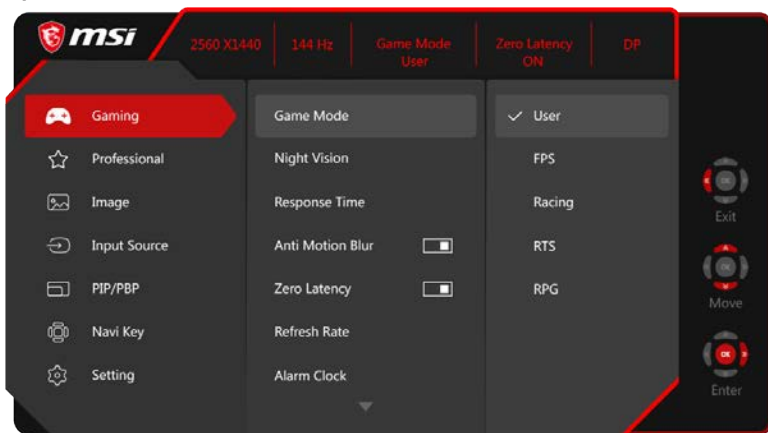 msi
2560 X1440
144 Hz
Game Mode
User
Zero Latency
ON
DP
Gaming
Professional
Image
Input Source
PIP/PBP
Navi Key
Setting
Game Mode
Night Vision
Response Time
Anti Motion Blur
Zero Latency
Refresh Rate
Alarm Clock
User
FPS
Racing
RTS
RPG
OK
Exit
OK
Move
OK
Enter